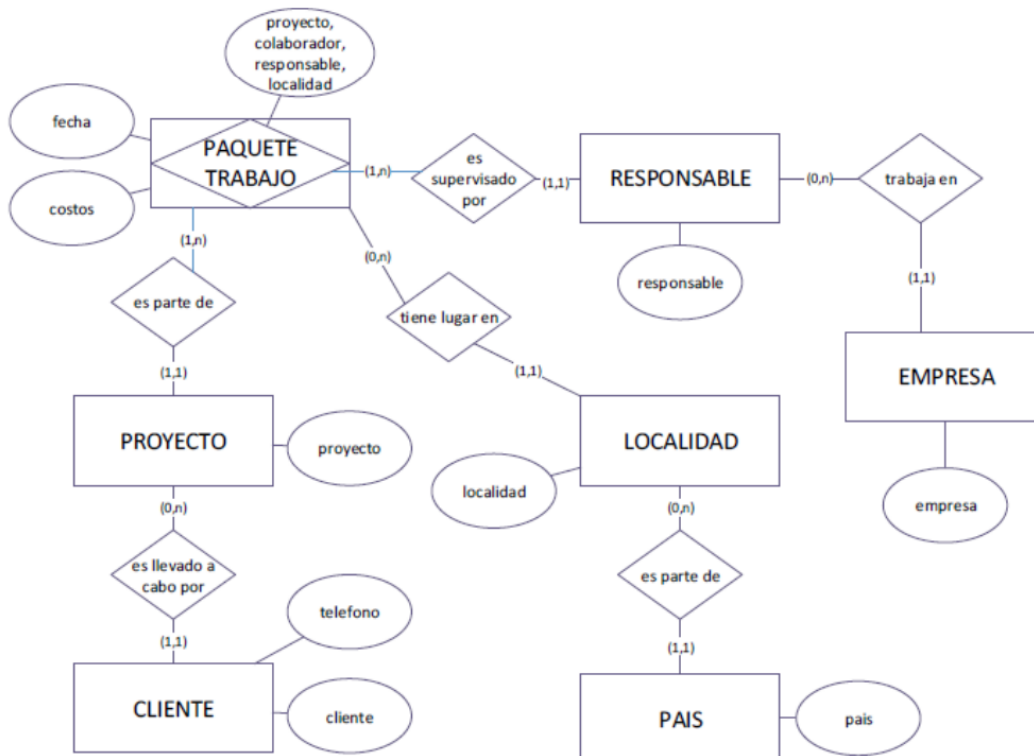 proyecto,
colaborador,
responsable,
localidad
fecha
PAQUETE
TRABAJO
costos
(1,n)
es
supervisado
por
(1,1)
RESPONSABLE
(0,n)
trabaja en
responsable
(1,1)
(1,n)
(0,n)
es parte de
tiene lugar en
(1,1)
(1,1)
EMPRESA
PROYECTO
proyecto
LOCALIDAD
localidad
empresa
(0,n)
(0,n)
es llevado a
cabo por
es parte de
telefono
(1,1)
(1,1)
CLIENTE
cliente
PAIS
pais